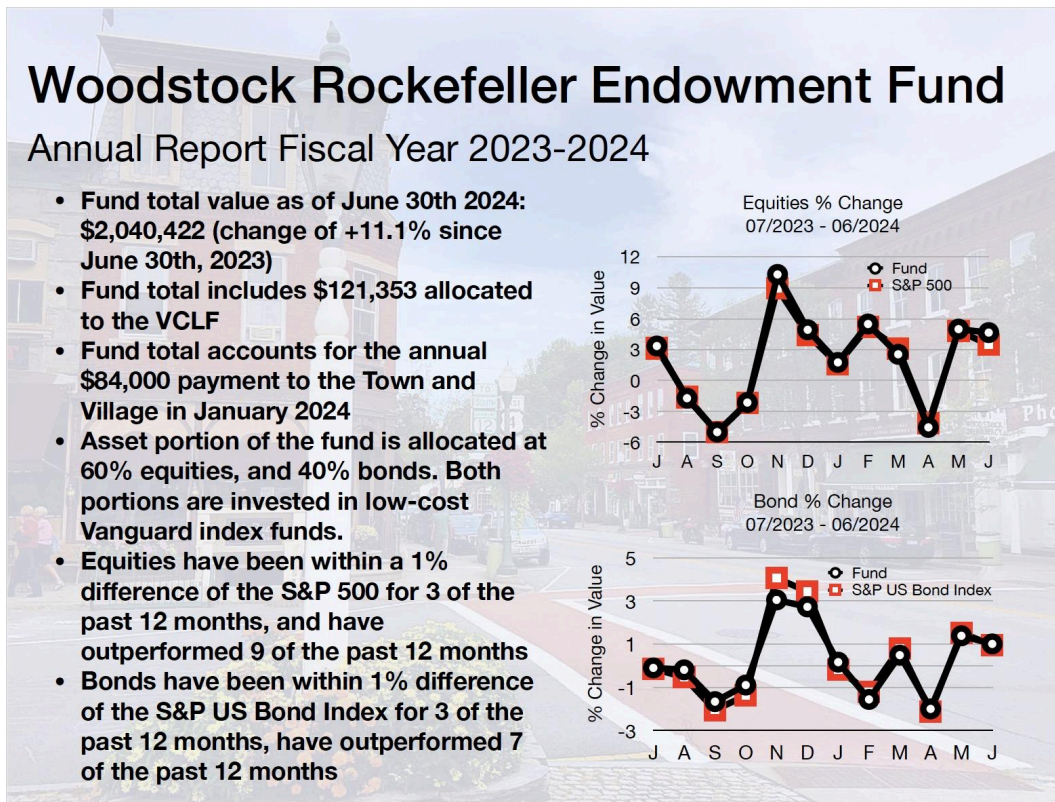 Woodstock Rockefeller Endowment Fund
Annual Report Fiscal Year 2023-2024
• Fund total value as of June 30th 2024:
$2,040,422 (change of +11.1% since
June 30th, 2023)
• Fund total includes $121,353 allocated
to the VCLF
• Fund total accounts for the annual
$84,000 payment to the Town and
Village in January 2024
• Asset portion of the fund is allocated at
60% equities, and 40% bonds. Both
portions are invested in low-cost
Vanguard index funds.
• Equities have been within a 1%
difference of the S&P 500 for 3 of the
past 12 months, and have
outperformed 9 of the past 12 months
• Bonds have been within 1% difference
of the S&P US Bond Index for 3 of the
past 12 months, have outperformed 7
of the past 12 months
Equities % Change
07/2023 - 06/2024
% Change in Value
12
9
6
3
0
-3
-6
Fund
S&P 500
J A S O N D J F M A M J
Bond % Change
07/2023 - 06/2024
% Change in Value
5
3
1
-1
-3
Fund
S&P US Bond Index
J A S O N D J F M A M J